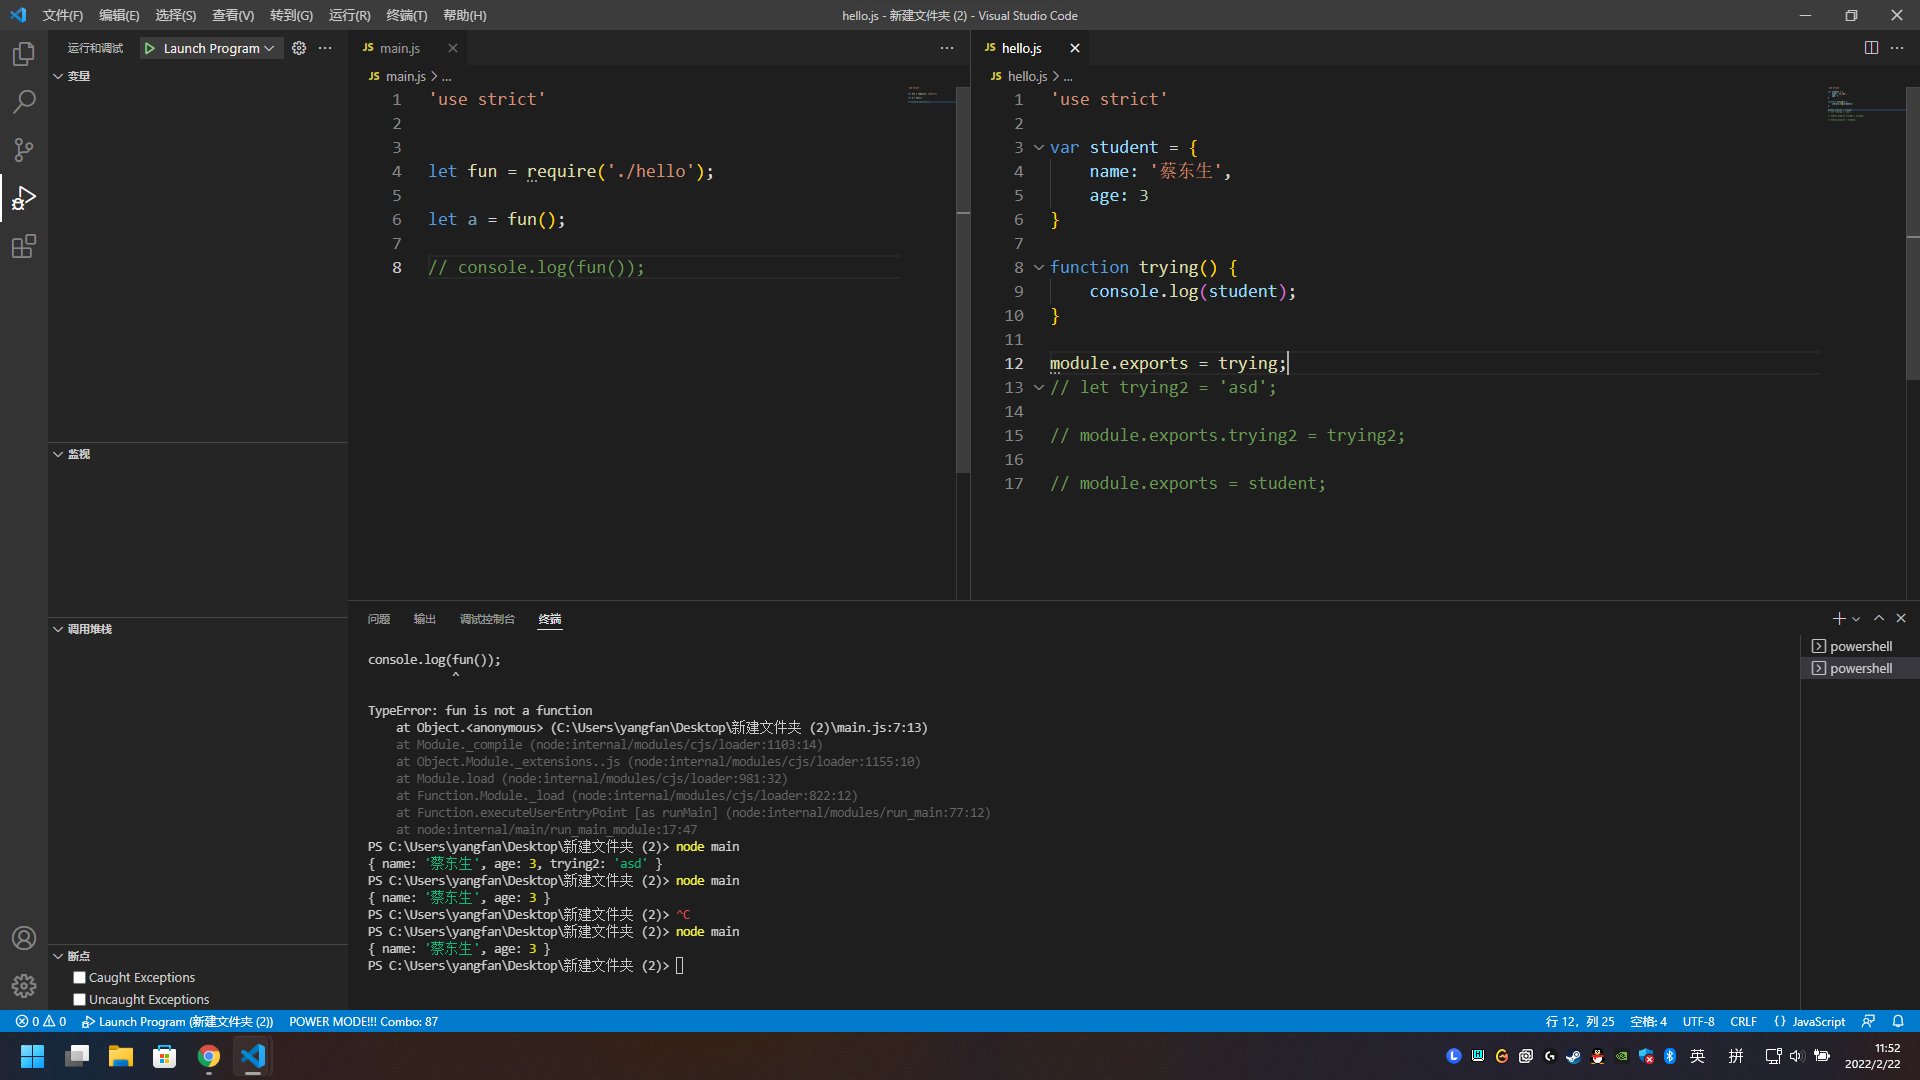 文件(F) 编辑(E) 选择(S) 查看(V) 转到(G) 运行(R) 终端(T) 帮助(H)
hello.js - 新建文件夹 (2) - Visual Studio Code
运行和调试 Launch Program
变量
监视
调用堆栈
断点
Caught Exceptions
Uncaught Exceptions
JS main.js
JS main.js > ...
1 'use strict'
2
3
4 let fun = require('./hello');
5
6 let a = fun();
7
8 // console.log(fun());
JS hello.js
JS hello.js > ...
1 'use strict'
2
3 var student = {
4 name: '蔡东生',
5 age: 3
6 }
7
8 function trying() {
9 console.log(student);
10 }
11
12 module.exports = trying;
13 // let trying2 = 'asd';
14
15 // module.exports.trying2 = trying2;
16
17 // module.exports = student;
问题 输出 调试控制台 终端
console.log(fun());
^
TypeError: fun is not a function
at Object.<anonymous> (C:\Users\yangfan\Desktop\新建文件夹 (2)\main.js:7:13)
at Module._compile (node:internal/modules/cjs/loader:1103:14)
at Object.Module._extensions..js (node:internal/modules/cjs/loader:1155:10)
at Module.load (node:internal/modules/cjs/loader:981:32)
at Function.Module._load (node:internal/modules/cjs/loader:822:12)
at Function.executeUserEntryPoint [as runMain] (node:internal/modules/run_main:77:12)
at node:internal/main/run_main_module:17:47
PS C:\Users\yangfan\Desktop\新建文件夹 (2)> node main
{ name: '蔡东生', age: 3, trying2: 'asd' }
PS C:\Users\yangfan\Desktop\新建文件夹 (2)> node main
{ name: '蔡东生', age: 3 }
PS C:\Users\yangfan\Desktop\新建文件夹 (2)> ^C
PS C:\Users\yangfan\Desktop\新建文件夹 (2)> node main
{ name: '蔡东生', age: 3 }
PS C:\Users\yangfan\Desktop\新建文件夹 (2)>
powershell
powershell
0 0 Launch Program (新建文件夹 (2)) POWER MODE!!! Combo: 87
行 12，列 25 空格: 4 UTF-8 CRLF {} JavaScript
英 拼
11:52
2022/2/22